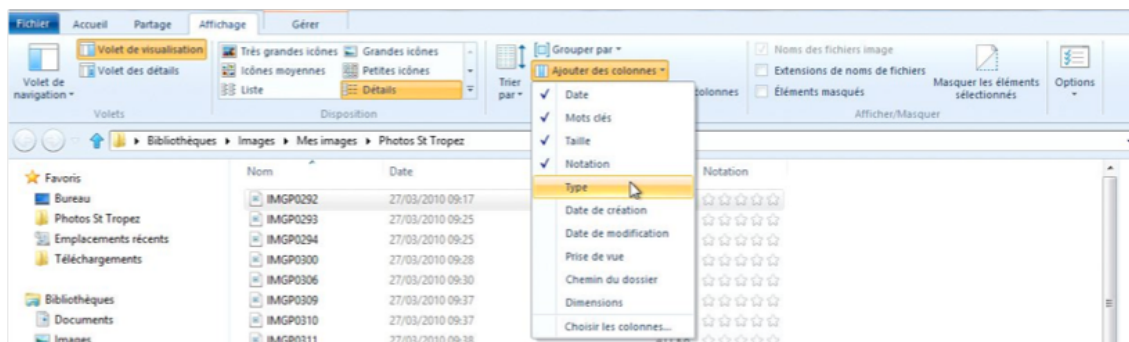 Fichier Accueil Partage Affichage Gérer
Volet de visualisation Très grandes icônes Grandes icônes Grouper par Noms des fichiers image
Volet des détails Icônes moyennes Petites icônes Ajouter des colonnes Extensions de noms de fichiers
Volet de navigation Liste Détails Trier par colonnes Éléments masqués Masquer les éléments sélectionnés Options
Volets Disposition Afficher/Masquer
Bibliothèques Images Mes images Photos St Tropez
Date
Mots clés
Taille
Notation
Type
Date de création
Date de modification
Prise de vue
Chemin du dossier
Dimensions
Choisir les colonnes...
Favoris
Bureau
Photos St Tropez
Emplacements récents
Téléchargements
Bibliothèques
Documents
Images
Nom Date Notation
IMGP0292 27/03/2010 09:17
IMGP0293 27/03/2010 09:25
IMGP0294 27/03/2010 09:25
IMGP0300 27/03/2010 09:28
IMGP0306 27/03/2010 09:30
IMGP0309 27/03/2010 09:37
IMGP0310 27/03/2010 09:37
IMGP0311 27/03/2010 09:38